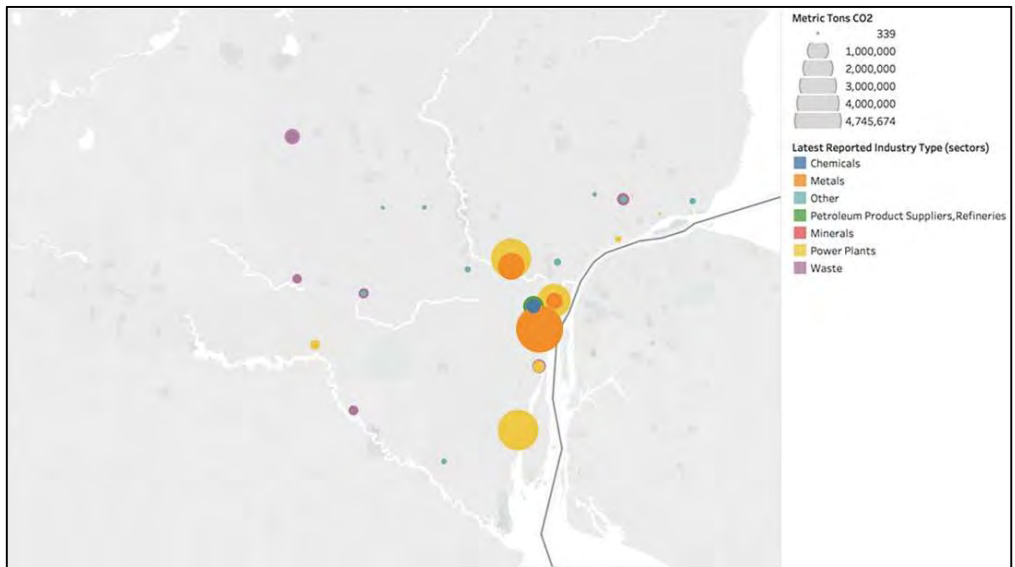 Metric Tons CO2
339
1,000,000
2,000,000
3,000,000
4,000,000
4,745,674
Latest Reported Industry Type (sectors)
Chemicals
Metals
Other
Petroleum Product Suppliers,Refineries
Minerals
Power Plants
Waste